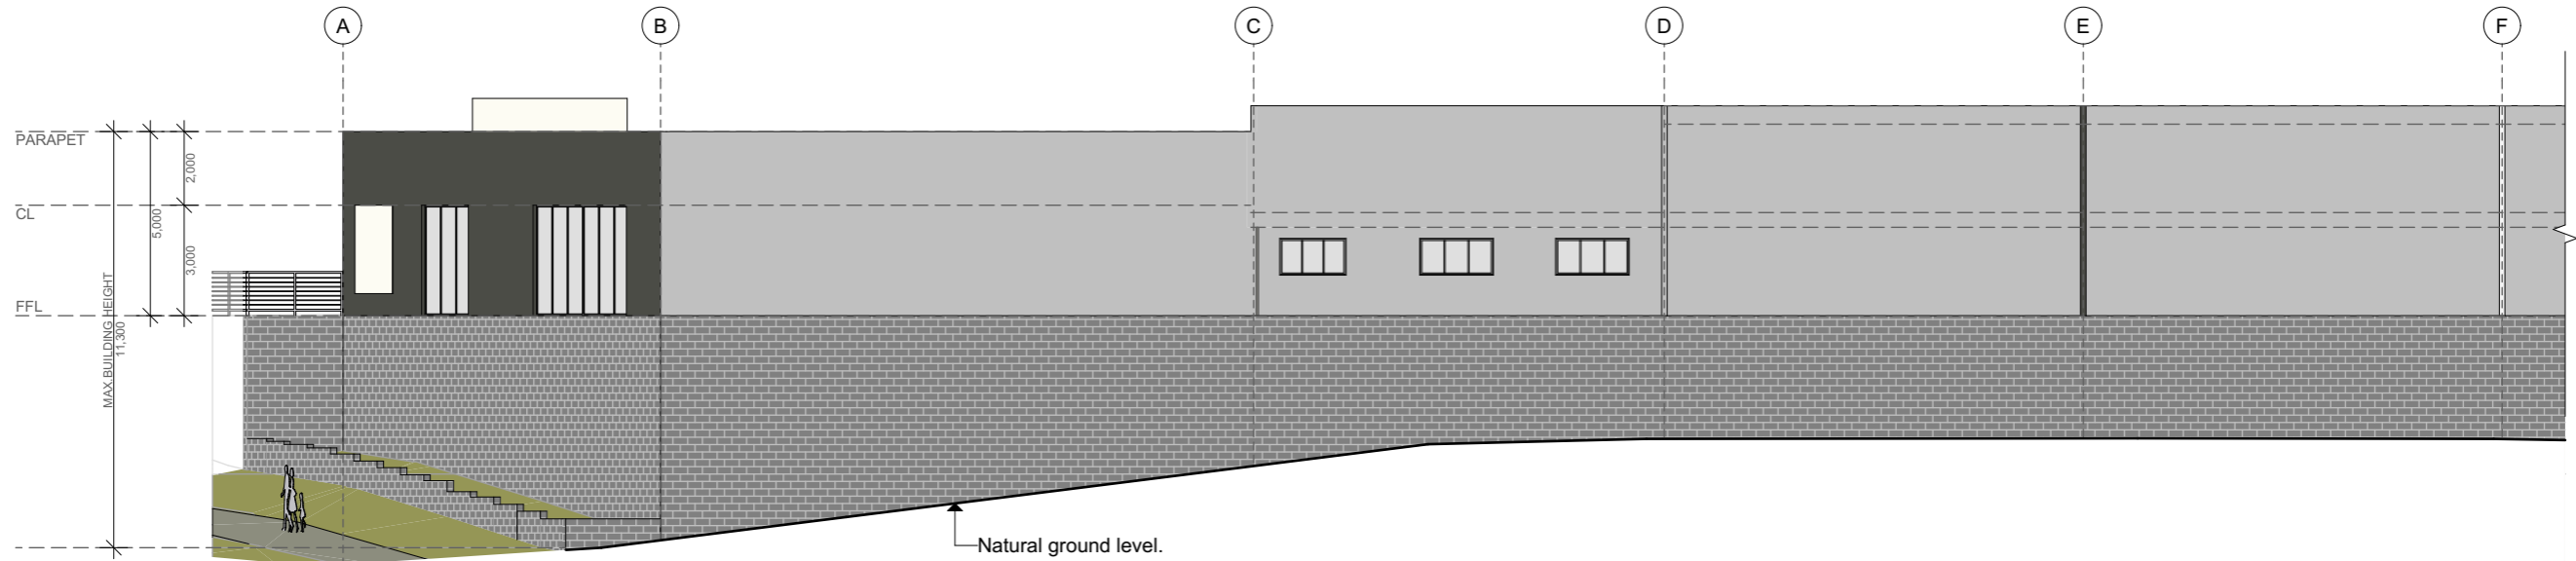 A B C D E F
PARAPET
CL
FFL
2,000
3,000
5,000
MAX.BUILDING HEIGHT
11,300
Natural ground level.